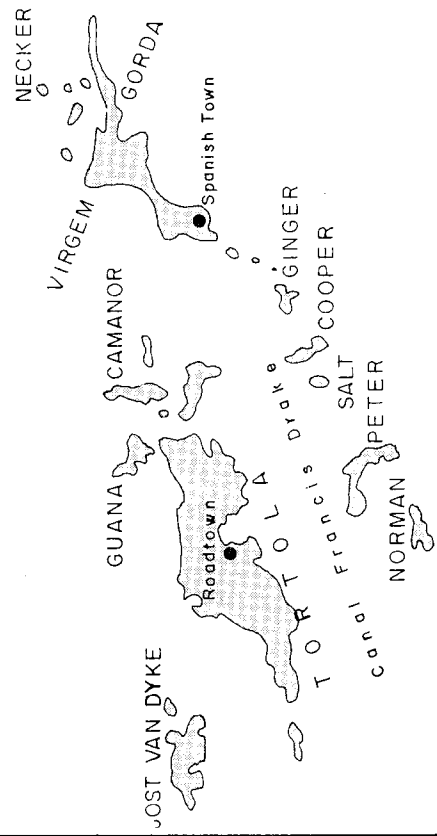 NECKER
VIRGEM GORDA
Spanish Town
CAMANOR
GUANA
GINGER
COOPER
SALT
PETER
NORMAN
Roadtown
TORTOLA
Canal Francis Drake
JOST VAN DYKE